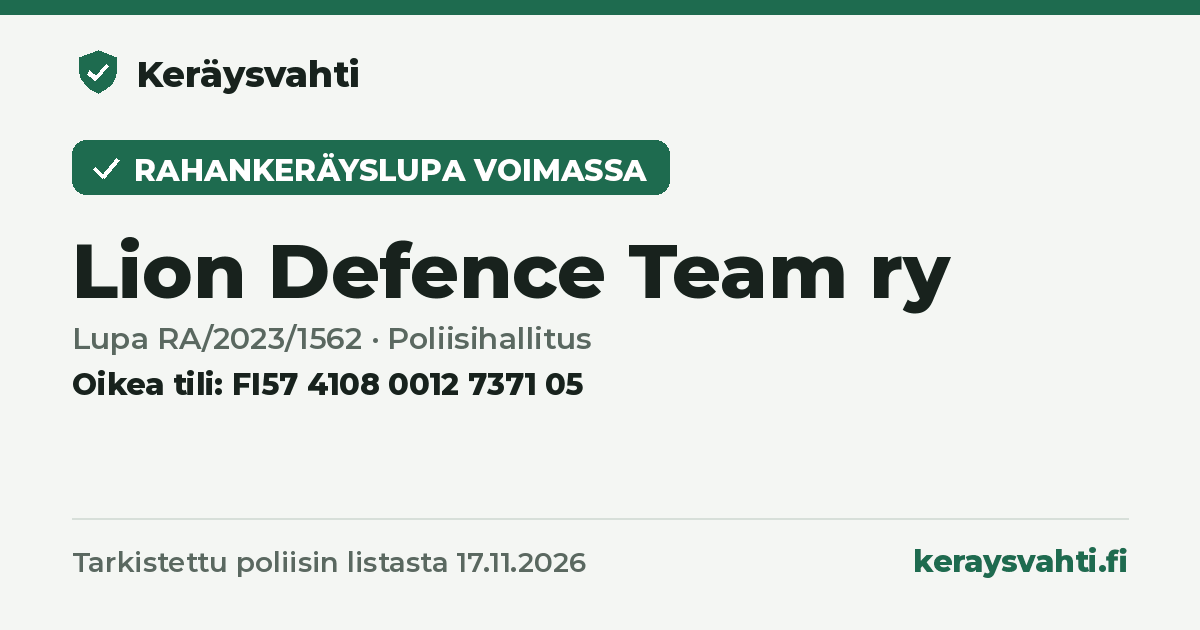 Keräysvahti
RAHANKERÄYSLUPA VOIMASSA
Lion Defence Team ry
Lupa RA/2023/1562 · Poliisihallitus
Oikea tili: FI57 4108 0012 7371 05
Tarkistettu poliisin listasta 17.11.2026
keraysvahti.fi